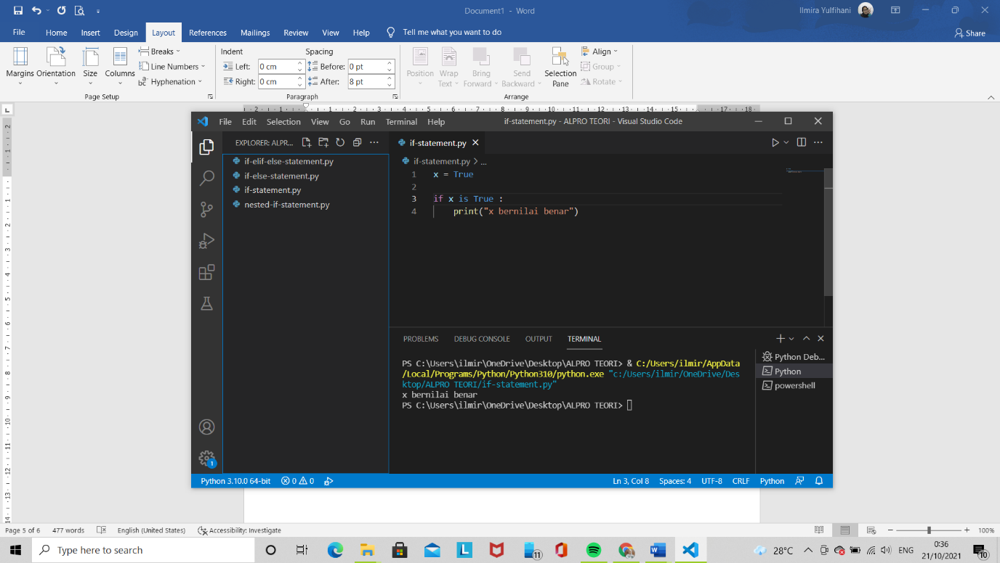 Document1 - Word
Ilmira Yulfihani
File Home Insert Design Layout References Mailings Review View Help Tell me what you want to do
Share
Margins Orientation Size Columns
Breaks
Line Numbers
Hyphenation
Page Setup
Indent
Left: 0 cm
Right: 0 cm
Spacing
Before: 0 pt
After: 8 pt
Paragraph
Position
Wrap Text
Bring Forward
Send Backward
Selection Pane
Align
Group
Rotate
Arrange
File Edit Selection View Go Run Terminal Help
if-statement.py - ALPRO TEORI - Visual Studio Code
EXPLORER: ALPR...
if-elif-else-statement.py
if-else-statement.py
if-statement.py
nested-if-statement.py
if-statement.py
if-statement.py > ...
1 x = True
2
3 if x is True :
4 print("x bernilai benar")
PROBLEMS DEBUG CONSOLE OUTPUT TERMINAL
PS C:\Users\ilmir\OneDrive\Desktop\ALPRO TEORI> & C:/Users/ilmir/AppData
/Local/Programs/Python/Python310/python.exe "c:/Users/ilmir/OneDrive/Des
ktop/ALPRO TEORI/if-statement.py"
x bernilai benar
PS C:\Users\ilmir\OneDrive\Desktop\ALPRO TEORI>
Python Deb...
Python
powershell
1
Python 3.10.0 64-bit 0 0 Ln 3, Col 8 Spaces: 4 UTF-8 CRLF Python
Page 5 of 6 477 words English (United States) Accessibility: Investigate 100%
Type here to search
11
28°C ENG
0:36
21/10/2021
10